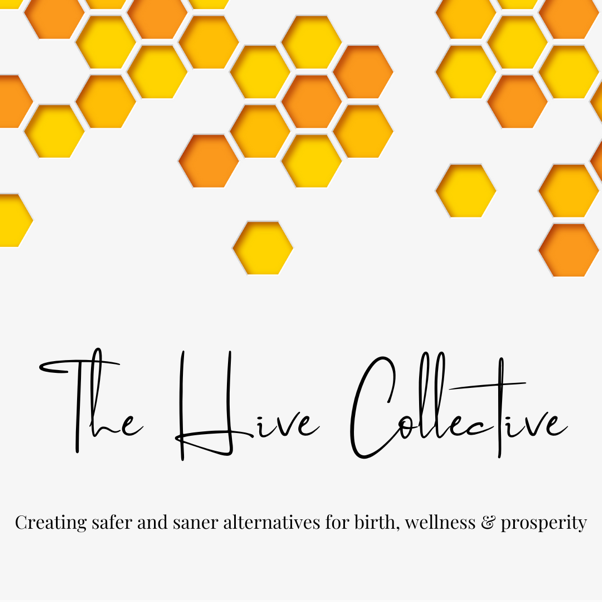 The Hive Collective
Creating safer and saner alternatives for birth, wellness & prosperity